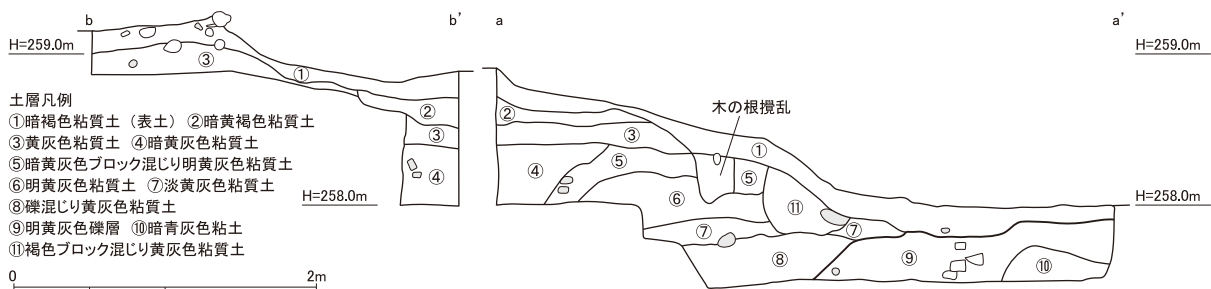 b b' a a'
H=259.0m H=259.0m
③ ① ② ③ ④
木の根攪乱
② ③ ④ ⑤ ⑥ ⑦ ⑧ ⑤ ① ⑪ ⑦ ⑨ ⑩
H=258.0m H=258.0m
土層凡例
①暗褐色粘質土（表土） ②暗黄褐色粘質土
③黄灰色粘質土 ④暗黄灰色粘質土
⑤暗黄灰色ブロック混じり明黄灰色粘質土
⑥明黄灰色粘質土 ⑦淡黄灰色粘質土
⑧礫混じり黄灰色粘質土
⑨明黄灰色礫層 ⑩暗青灰色粘土
⑪褐色ブロック混じり黄灰色粘質土
0 2m